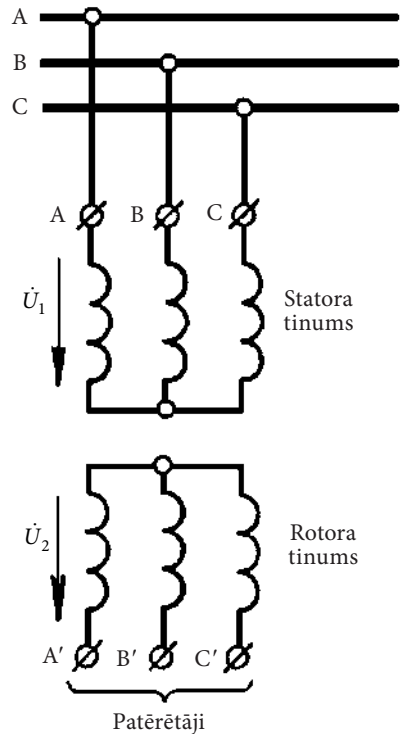 A
B
C
A B C
U̇₁
Statora
tinums
U̇₂
Rotora
tinums
A′ B′ C′
Patērētāji